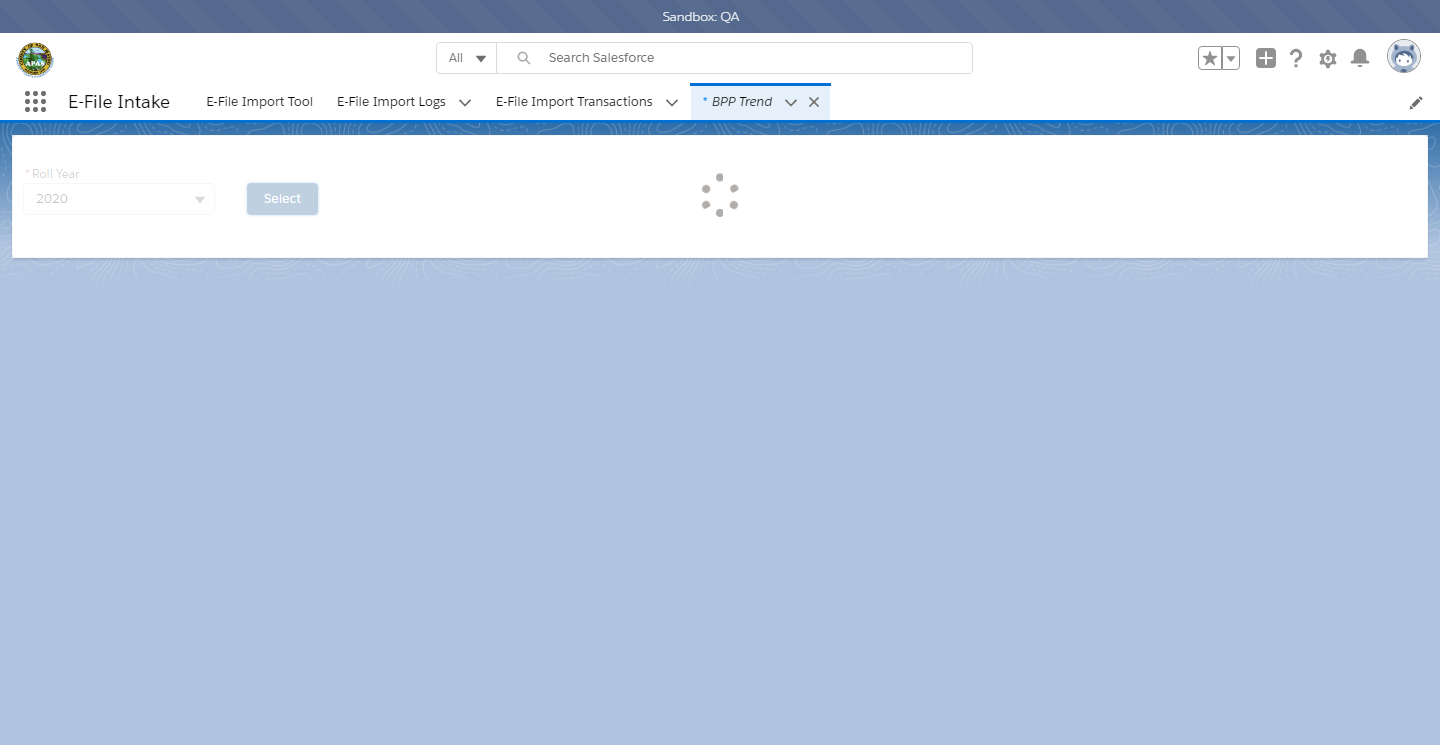 Sandbox: QA
APAS
All
Search Salesforce
E-File Intake
E-File Import Tool
E-File Import Logs
E-File Import Transactions
* BPP Trend
* Roll Year
2020
Select